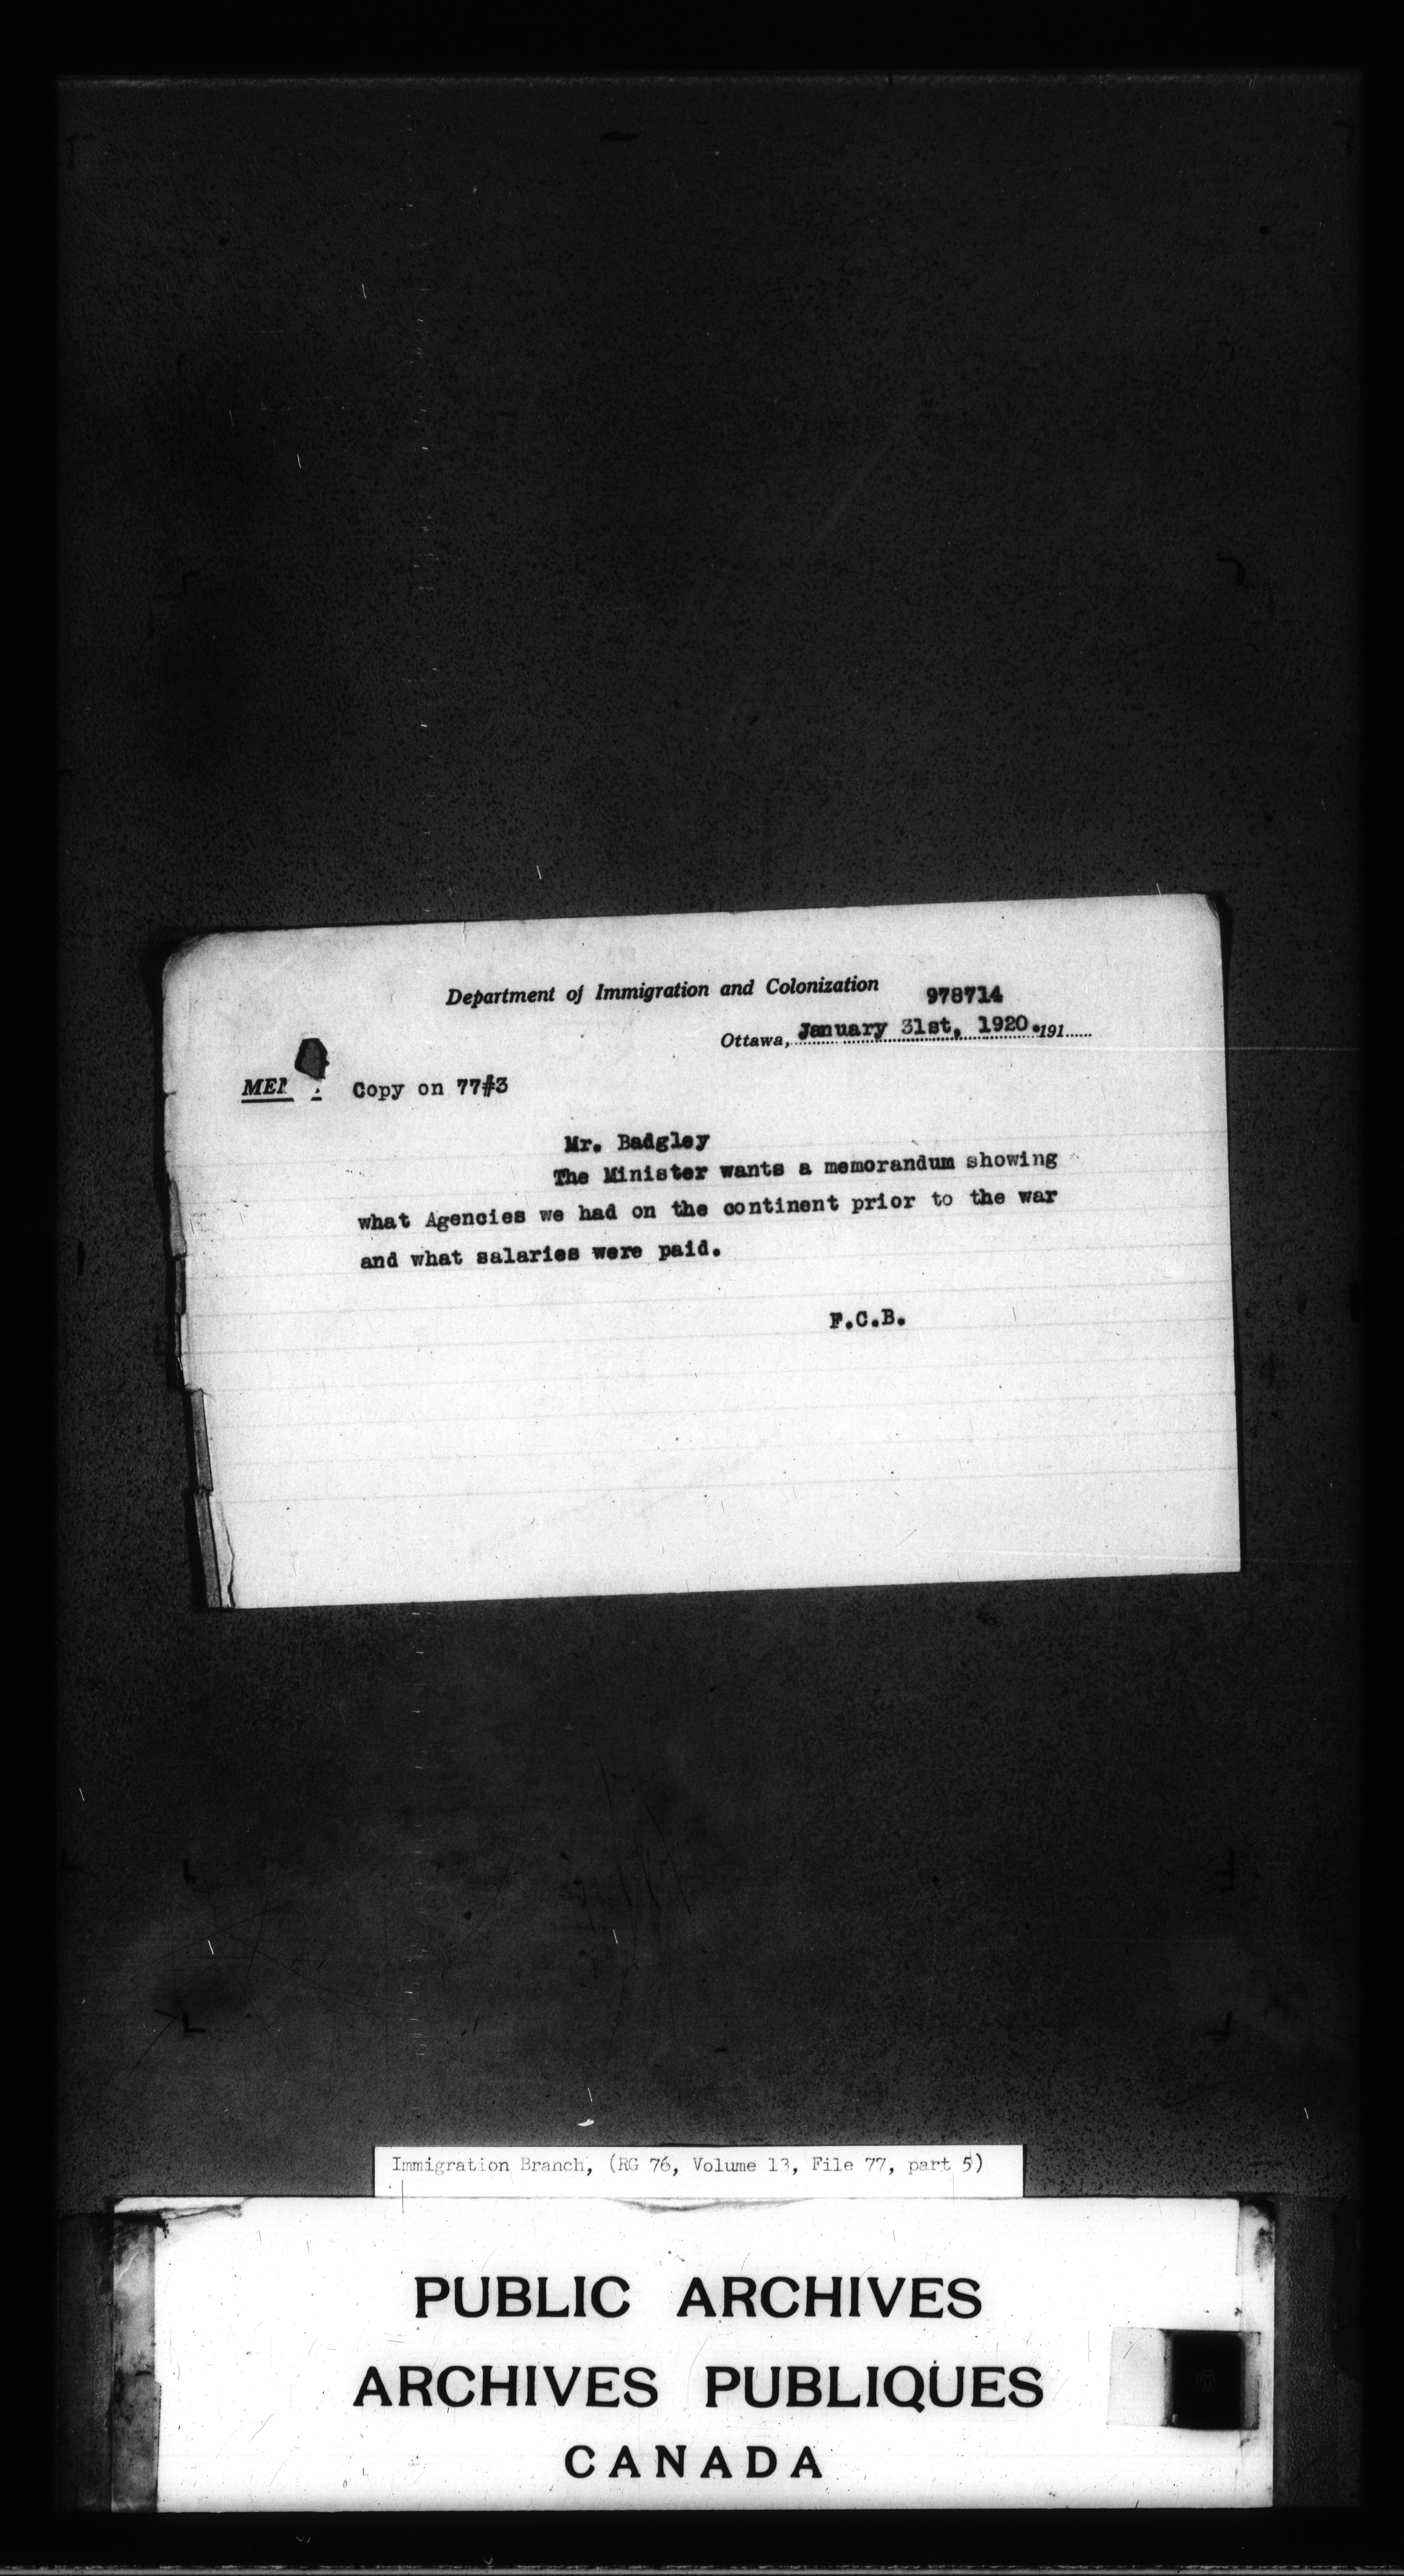 Department of Immigration and Colonization 978714
Ottawa, January 31st, 1920. 191
MEM Copy on 77#3
Mr. Badgley
The Minister wants a memorandum showing
what Agencies we had on the continent prior to the war
and what salaries were paid.
F.C.B.
Immigration Branch, (RG 76, Volume 13, File 77, part 5)
PUBLIC ARCHIVES
ARCHIVES PUBLIQUES
CANADA